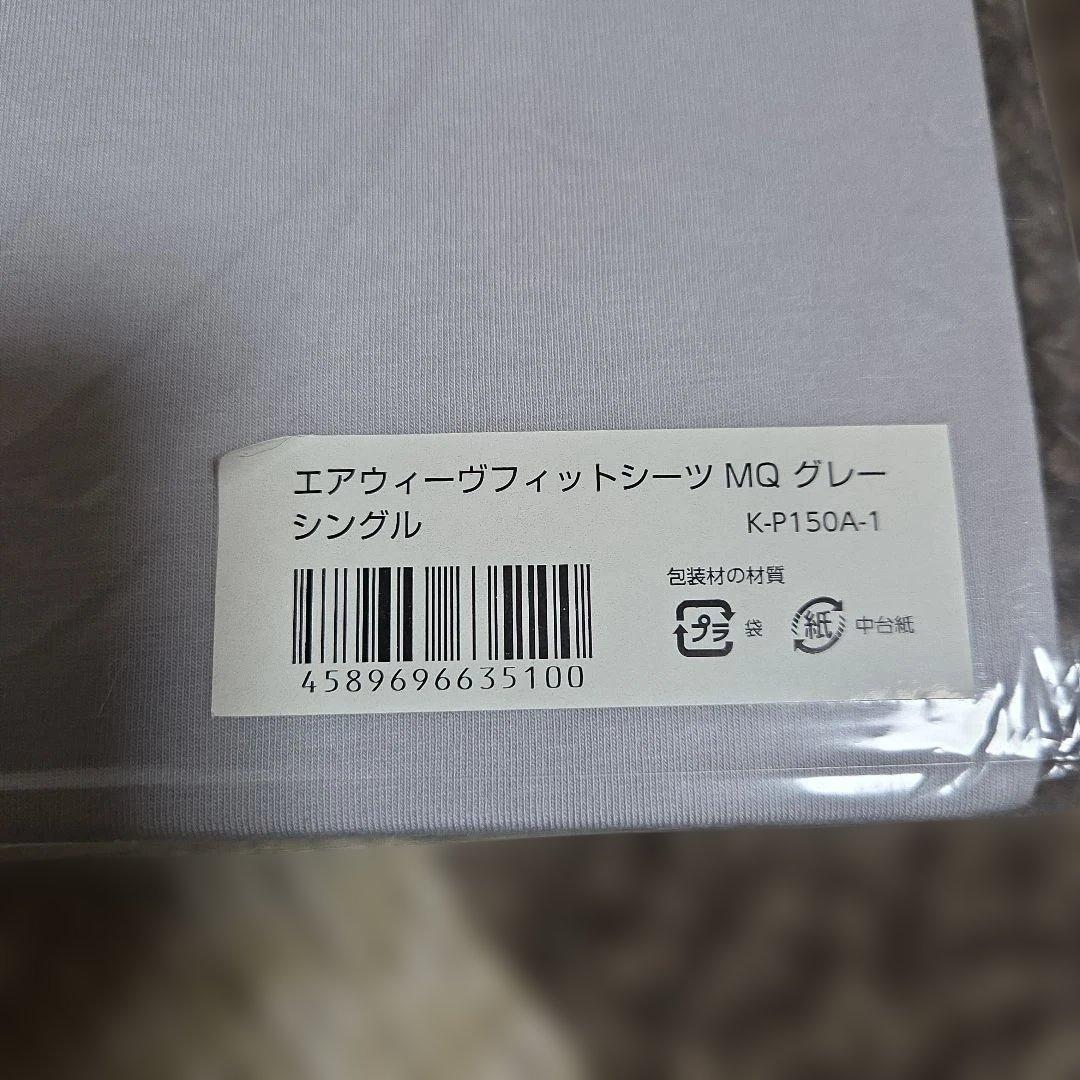 エアウィーヴフィットシーツ MQ グレー
シングル
K-P150A-1
包装材の材質
プラ 袋 紙 中台紙
4589696635100